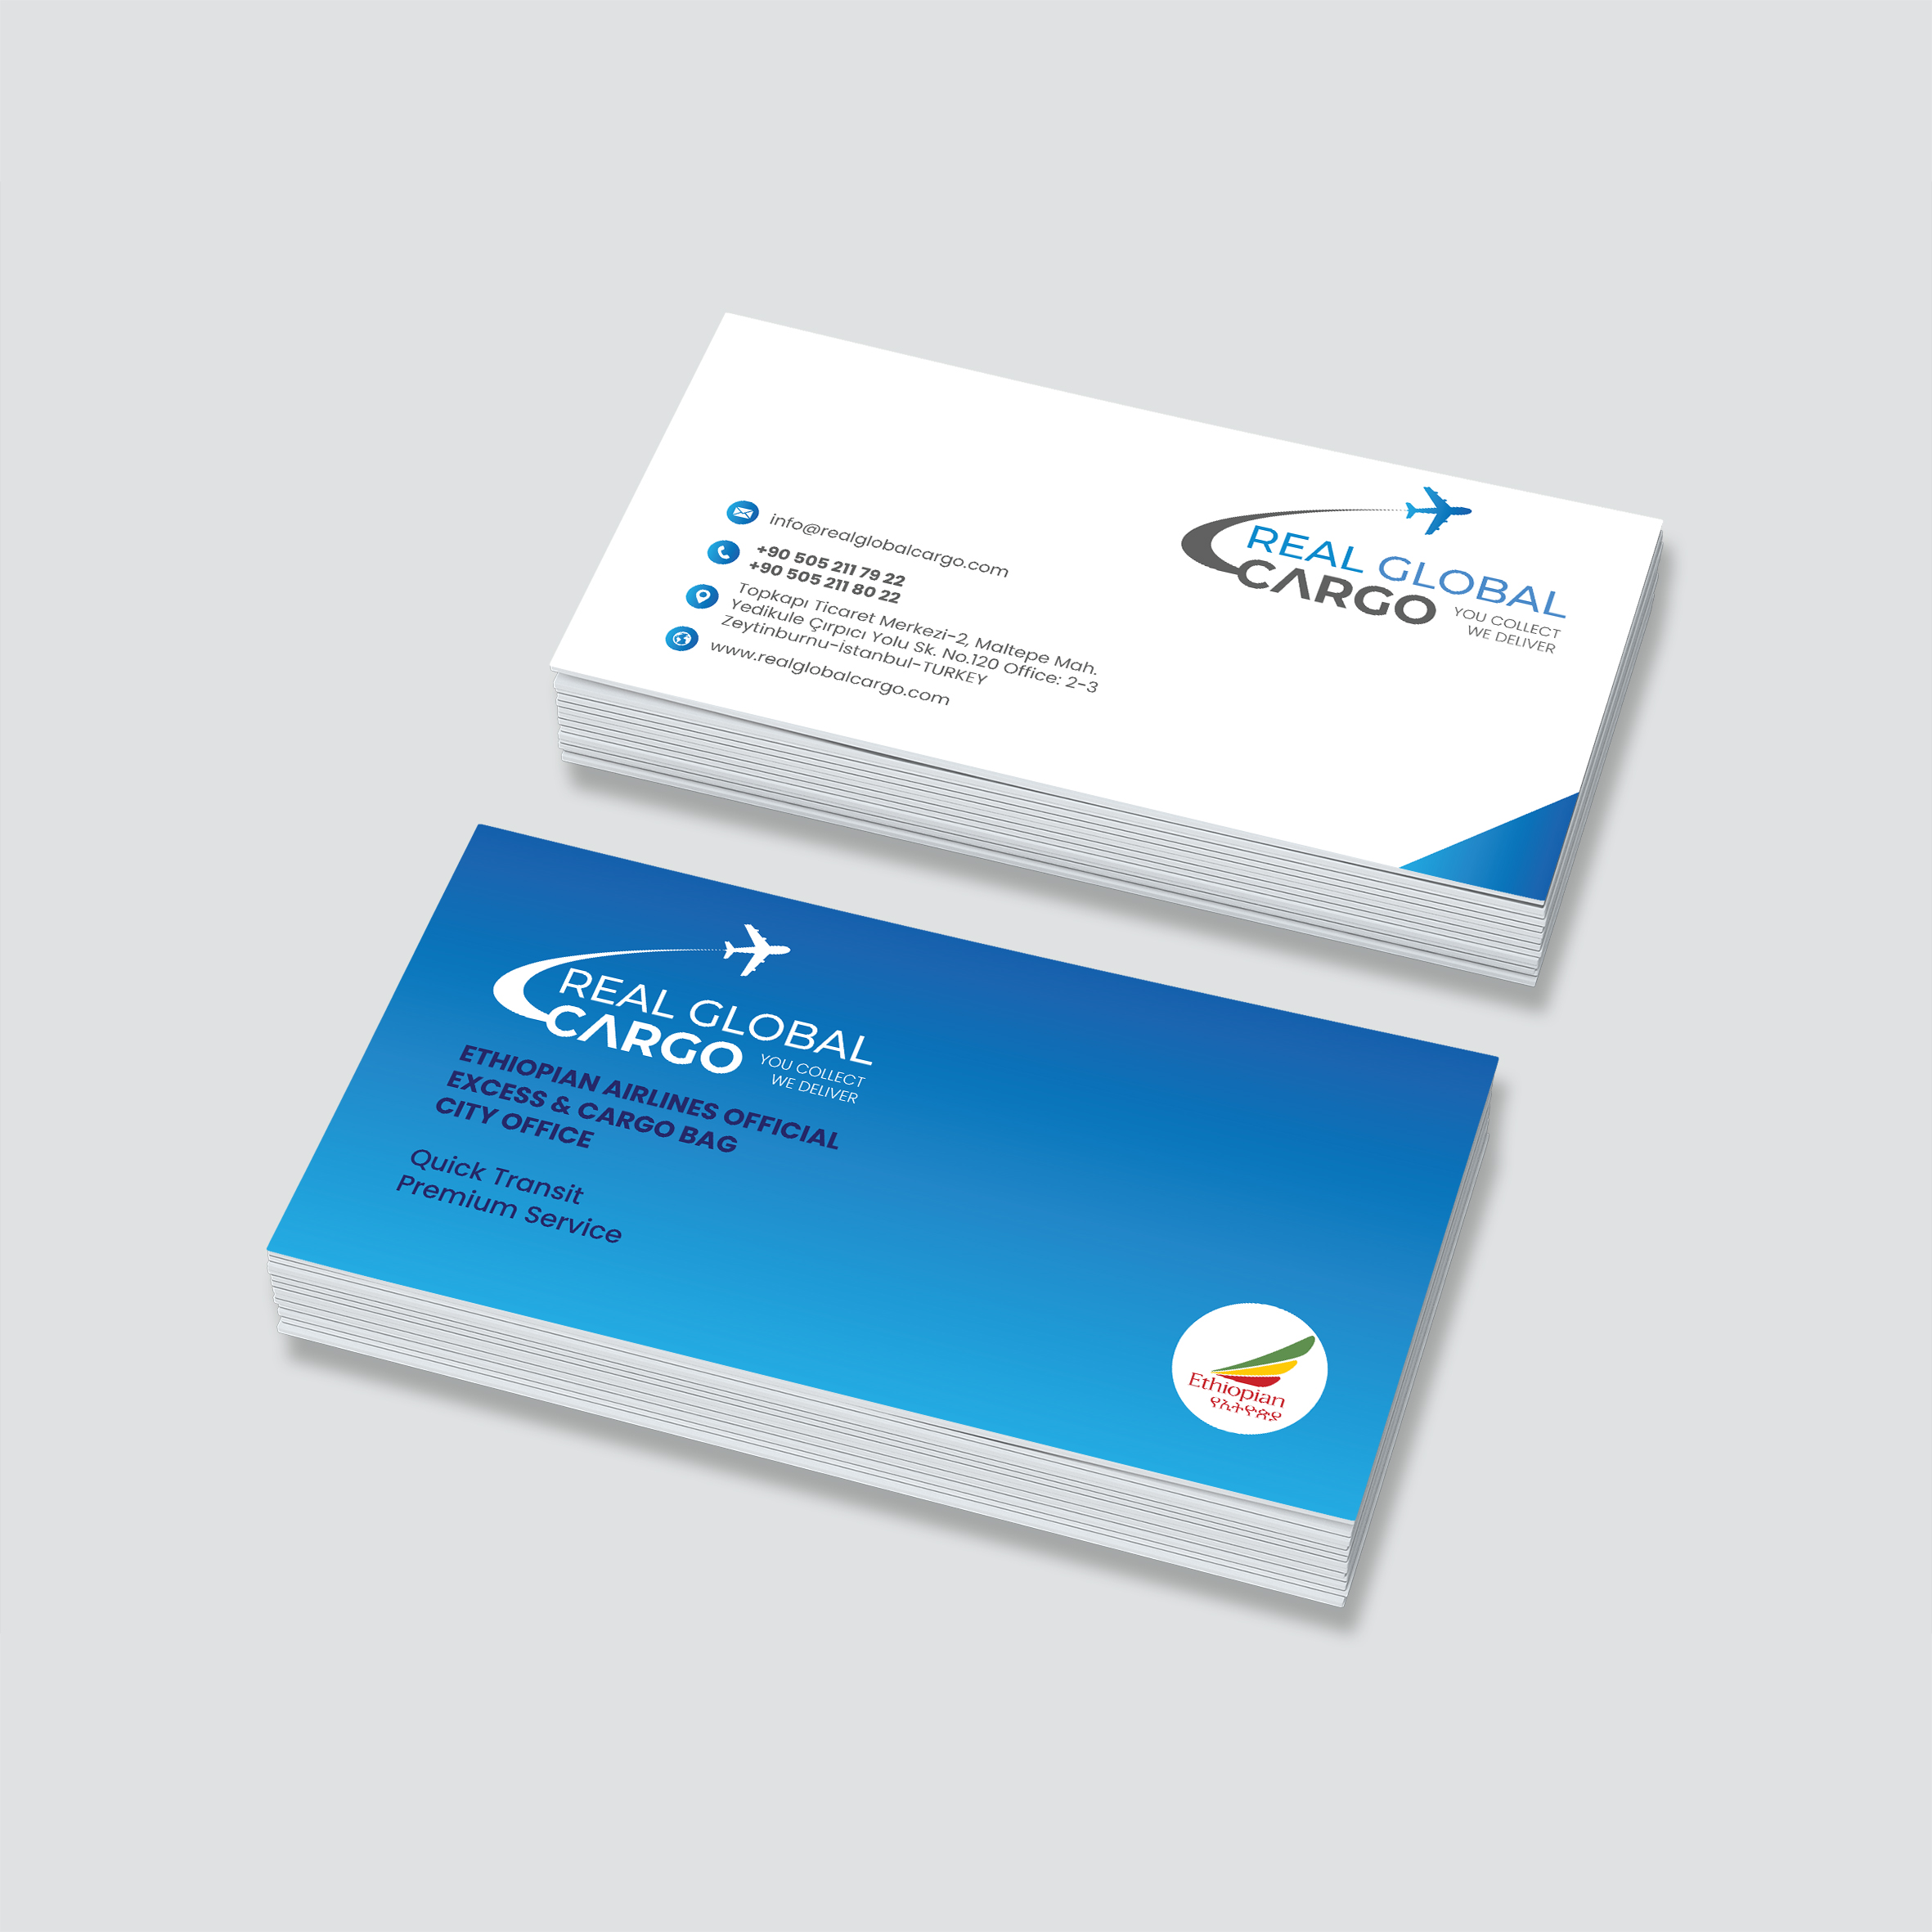 info@realglobalcargo.com
+90 505 211 79 22
+90 505 211 80 22
Topkapı Ticaret Merkezi-2, Maltepe Mah.
Yedikule Çırpıcı Yolu Sk. No.120 Office: 2-3
Zeytinburnu-istanbul-TURKEY
www.realglobalcargo.com
REAL GLOBAL
CARGO
YOU COLLECT
WE DELIVER
REAL GLOBAL
CARGO
YOU COLLECT
WE DELIVER
ETHIOPIAN AIRLINES OFFICIAL
EXCESS & CARGO BAG
CITY OFFICE
Quick Transit
Premium Service
Ethiopian
የኢትዮጵያ